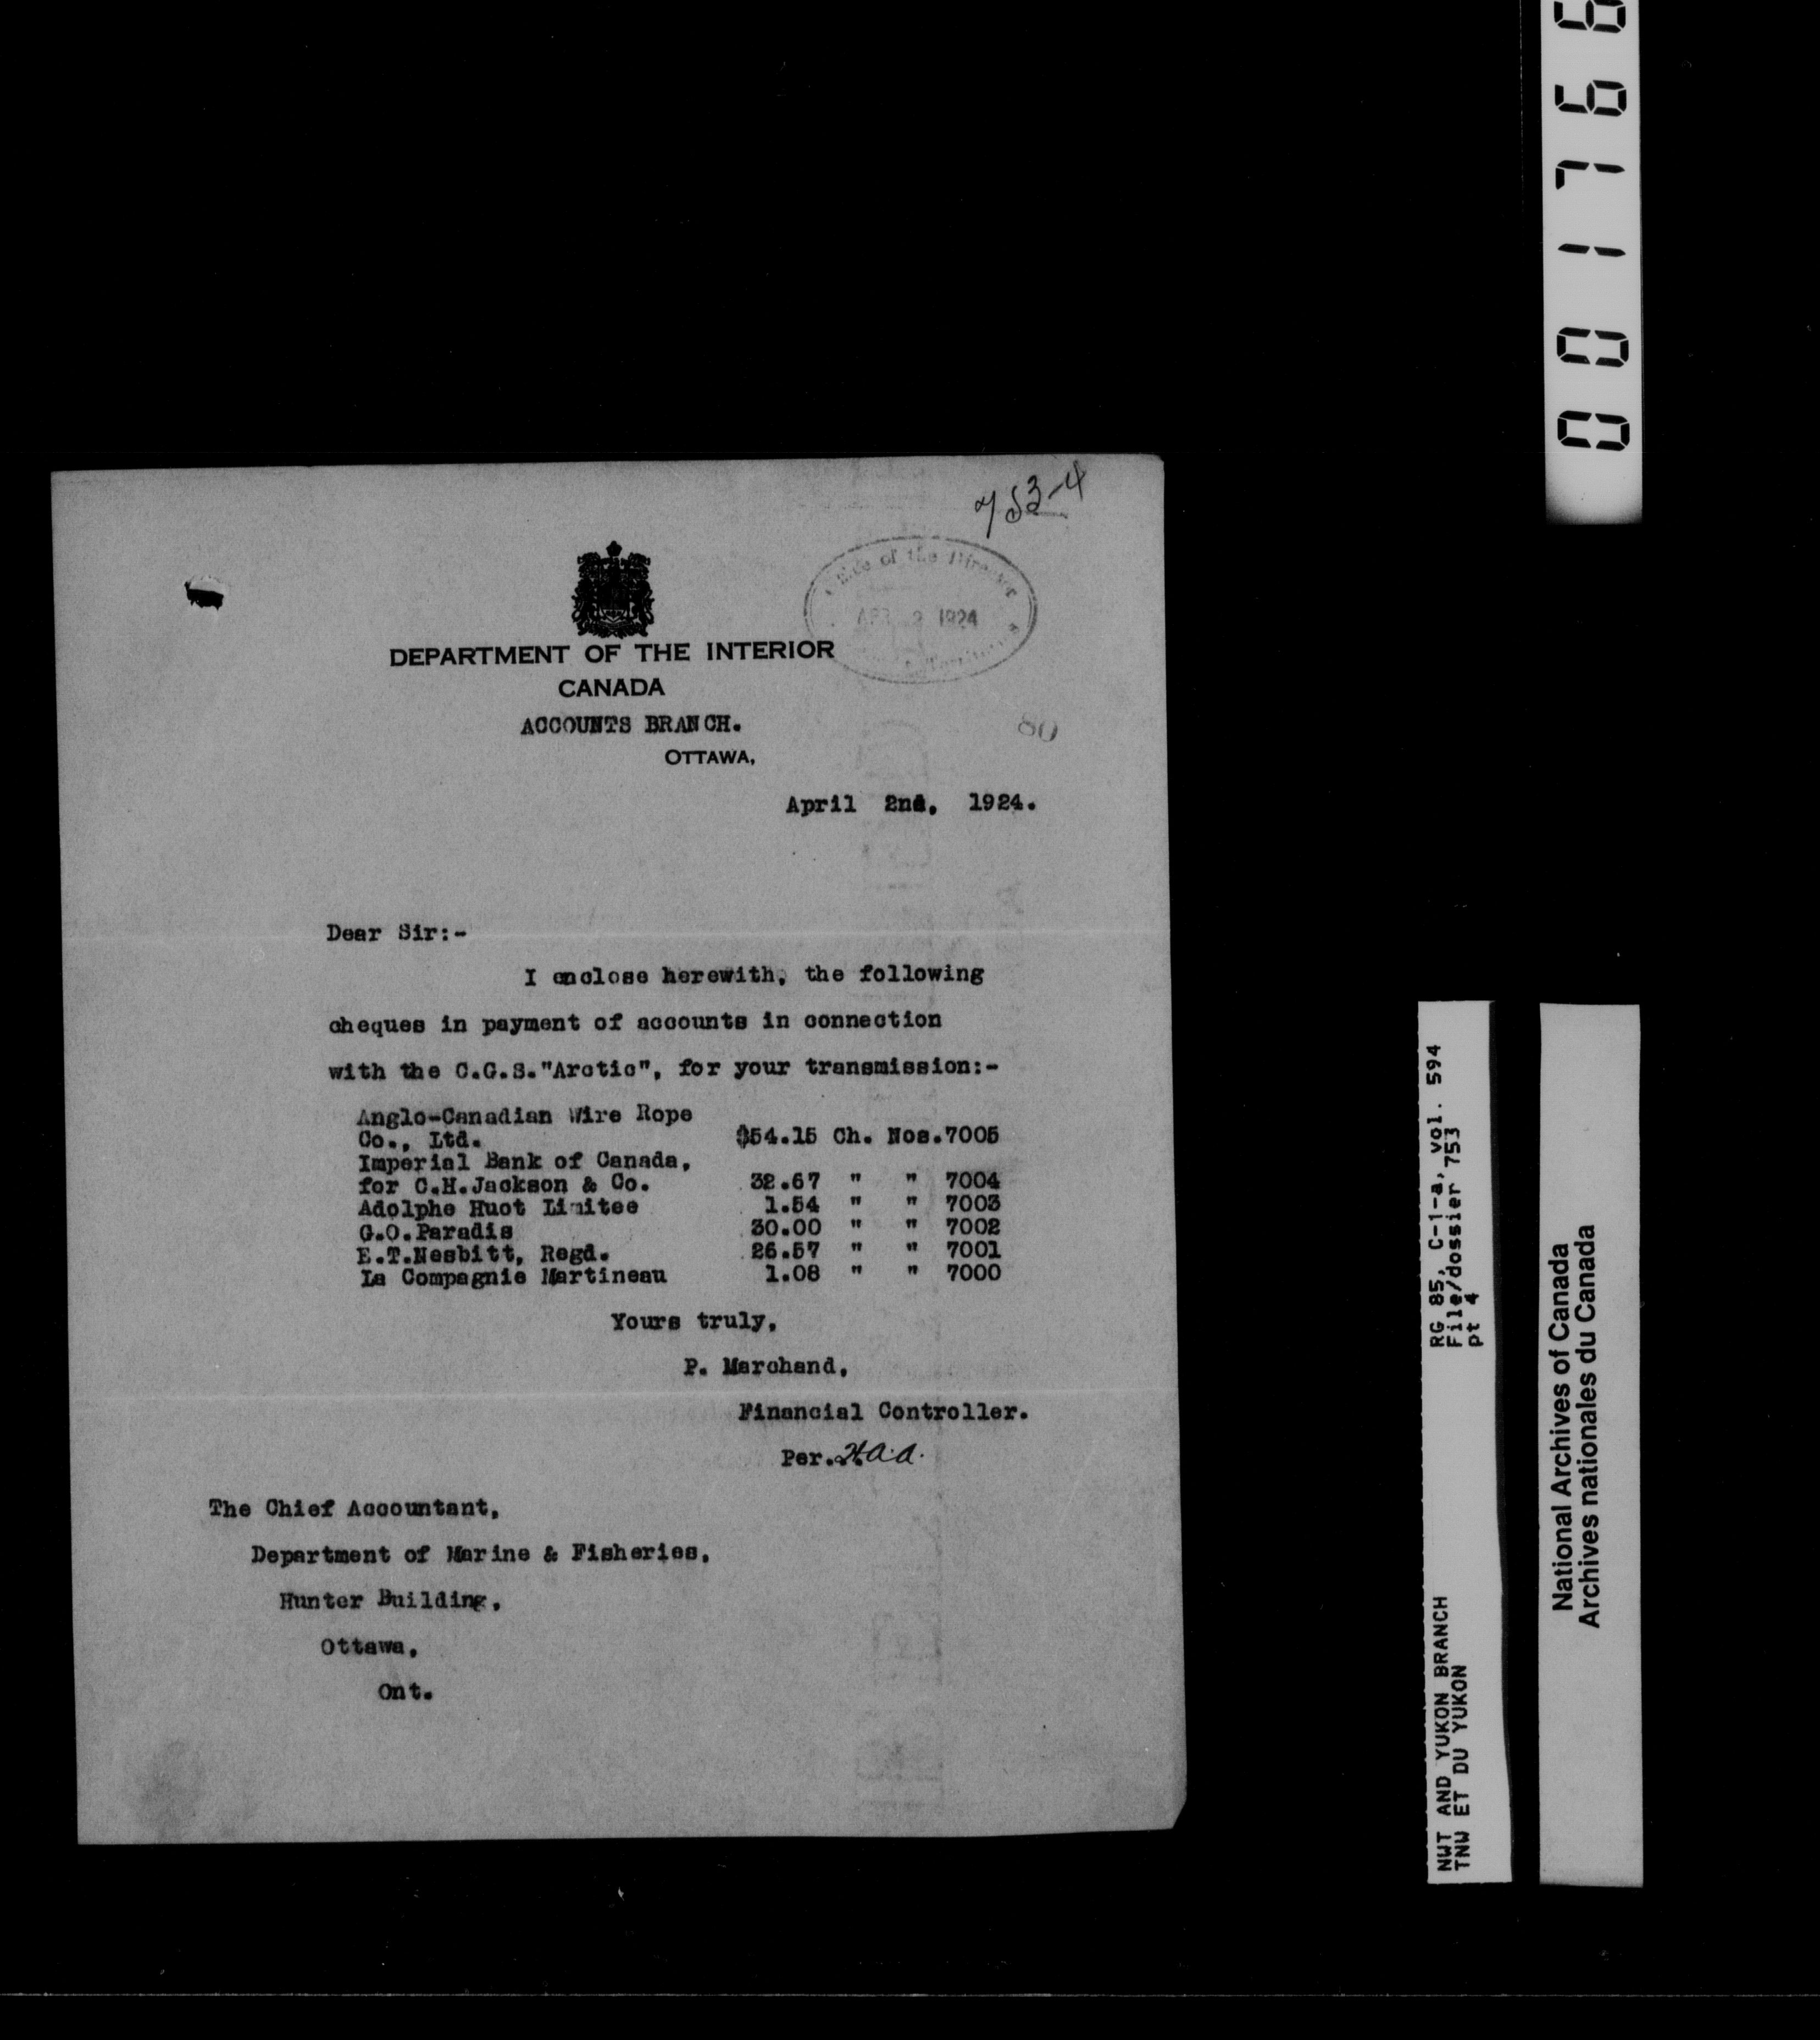 753-4
Office of the Director
APR 2 1924
DEPARTMENT OF THE INTERIOR
CANADA
ACCOUNTS BRANCH.
OTTAWA,
80
April 2nd, 1924.
Dear Sir:-
I enclose herewith, the following
cheques in payment of accounts in connection
with the C.G.S."Arctic", for your transmission:-
Anglo-Canadian Wire Rope
Co., Ltd. $54.15 Ch. Nos.7005
Imperial Bank of Canada,
for C.H.Jackson & Co. 32.67 " " 7004
Adolphe Huot Limitee 1.54 " " 7003
G.O.Paradis 30.00 " " 7002
E.T.Nesbitt, Regd. 26.57 " " 7001
La Compagnie Martineau 1.08 " " 7000
Yours truly,
P. Marchand,
Financial Controller.
Per. H.A.A.
The Chief Accountant,
Department of Marine & Fisheries,
Hunter Building,
Ottawa,
Ont.
001766
RG 85, C-1-a, vol. 594
File/dossier 753
pt 4
NWT AND YUKON BRANCH
TNW ET DU YUKON
National Archives of Canada
Archives nationales du Canada